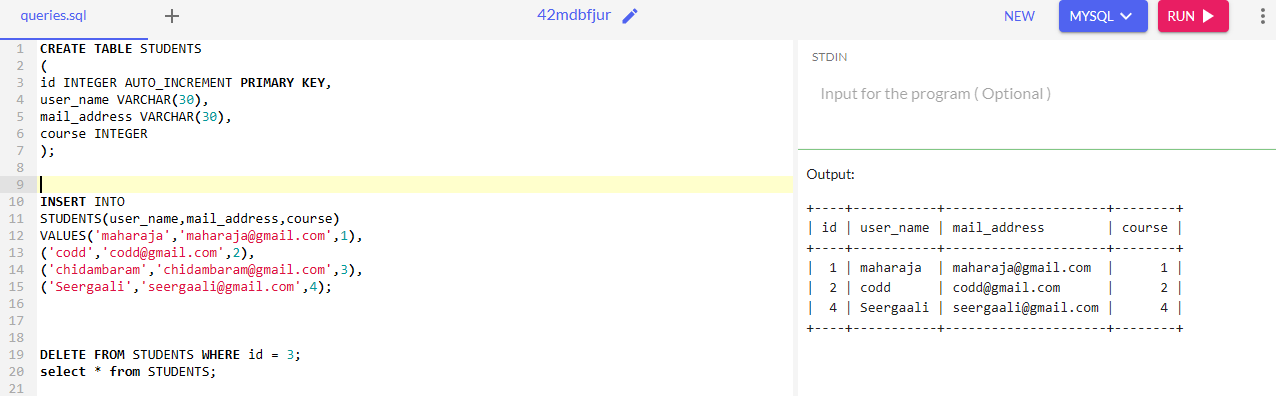 queries.sql + 42mdbfjur NEW MYSQL RUN
1 CREATE TABLE STUDENTS
2 (
3 id INTEGER AUTO_INCREMENT PRIMARY KEY,
4 user_name VARCHAR(30),
5 mail_address VARCHAR(30),
6 course INTEGER
7 );
8
9
10 INSERT INTO
11 STUDENTS(user_name,mail_address,course)
12 VALUES('maharaja','maharaja@gmail.com',1),
13 ('codd','codd@gmail.com',2),
14 ('chidambaram','chidambaram@gmail.com',3),
15 ('Seergaali','seergaali@gmail.com',4);
16
17
18
19 DELETE FROM STUDENTS WHERE id = 3;
20 select * from STUDENTS;
21
STDIN
Input for the program ( Optional )
Output:
+----+-----------+---------------------+--------+
| id | user_name | mail_address        | course |
+----+-----------+---------------------+--------+
|  1 | maharaja  | maharaja@gmail.com  |      1 |
|  2 | codd      | codd@gmail.com      |      2 |
|  4 | Seergaali | seergaali@gmail.com |      4 |
+----+-----------+---------------------+--------+